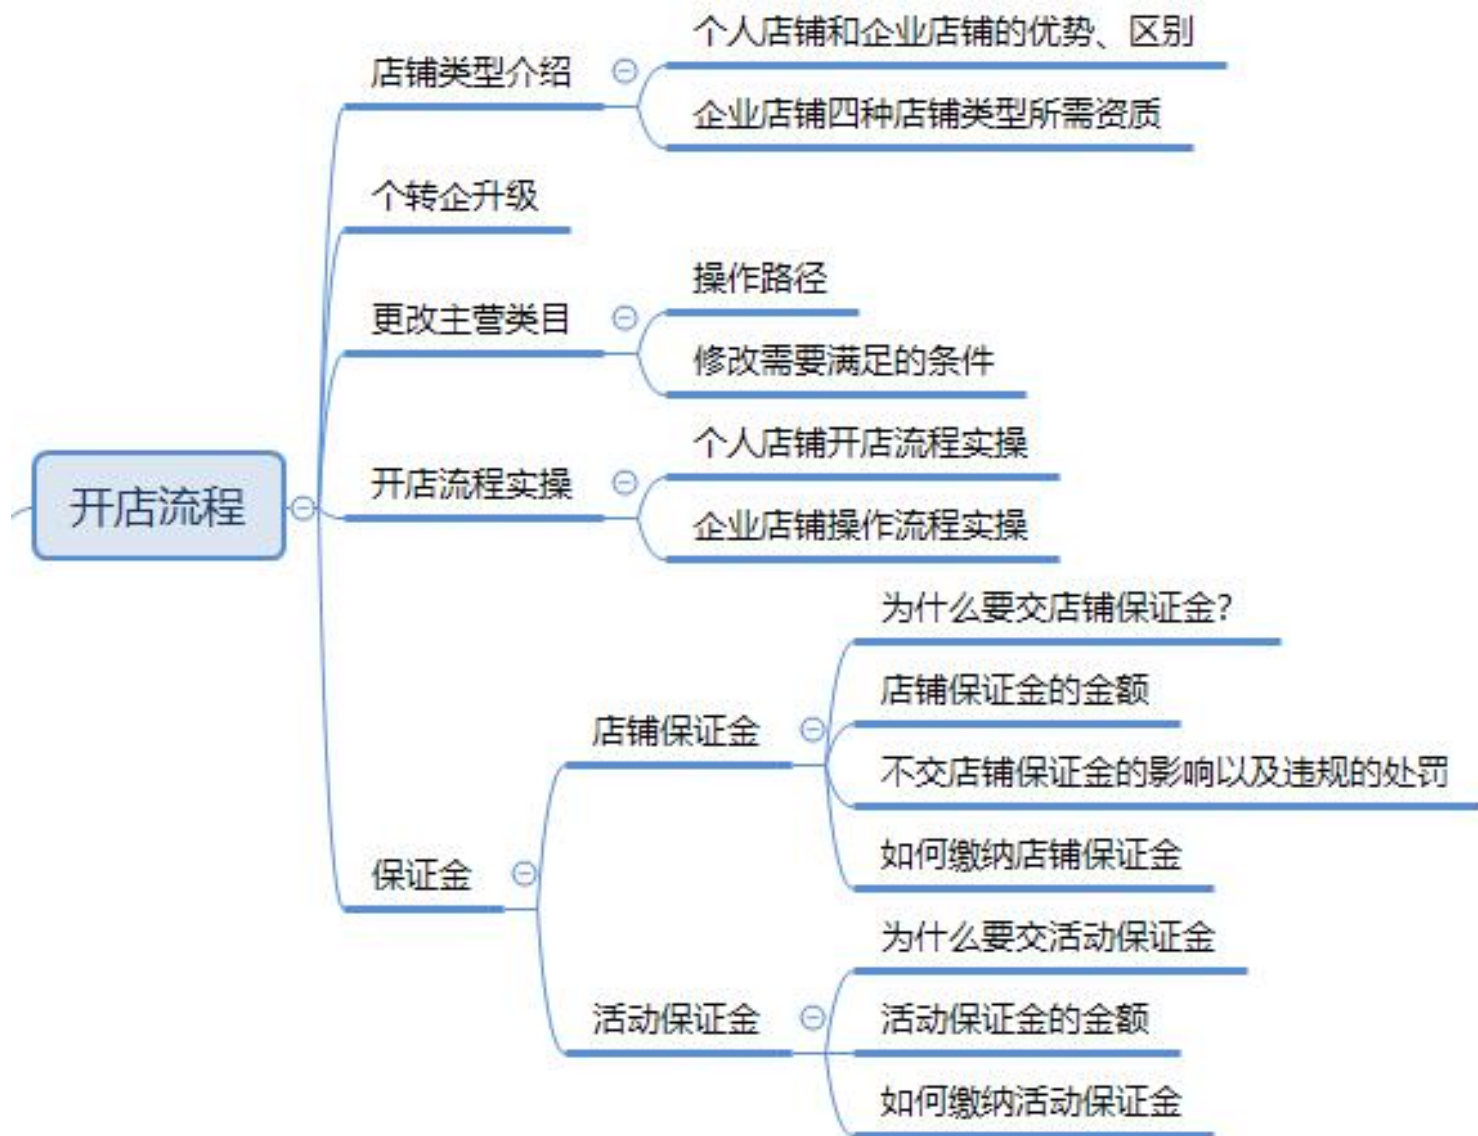 个人店铺和企业店铺的优势、区别
店铺类型介绍
企业店铺四种店铺类型所需资质
个转企升级
操作路径
更改主营类目
修改需要满足的条件
个人店铺开店流程实操
开店流程实操
开店流程
企业店铺操作流程实操
为什么要交店铺保证金?
店铺保证金的金额
店铺保证金
不交店铺保证金的影响以及违规的处罚
如何缴纳店铺保证金
保证金
为什么要交活动保证金
活动保证金
活动保证金的金额
如何缴纳活动保证金